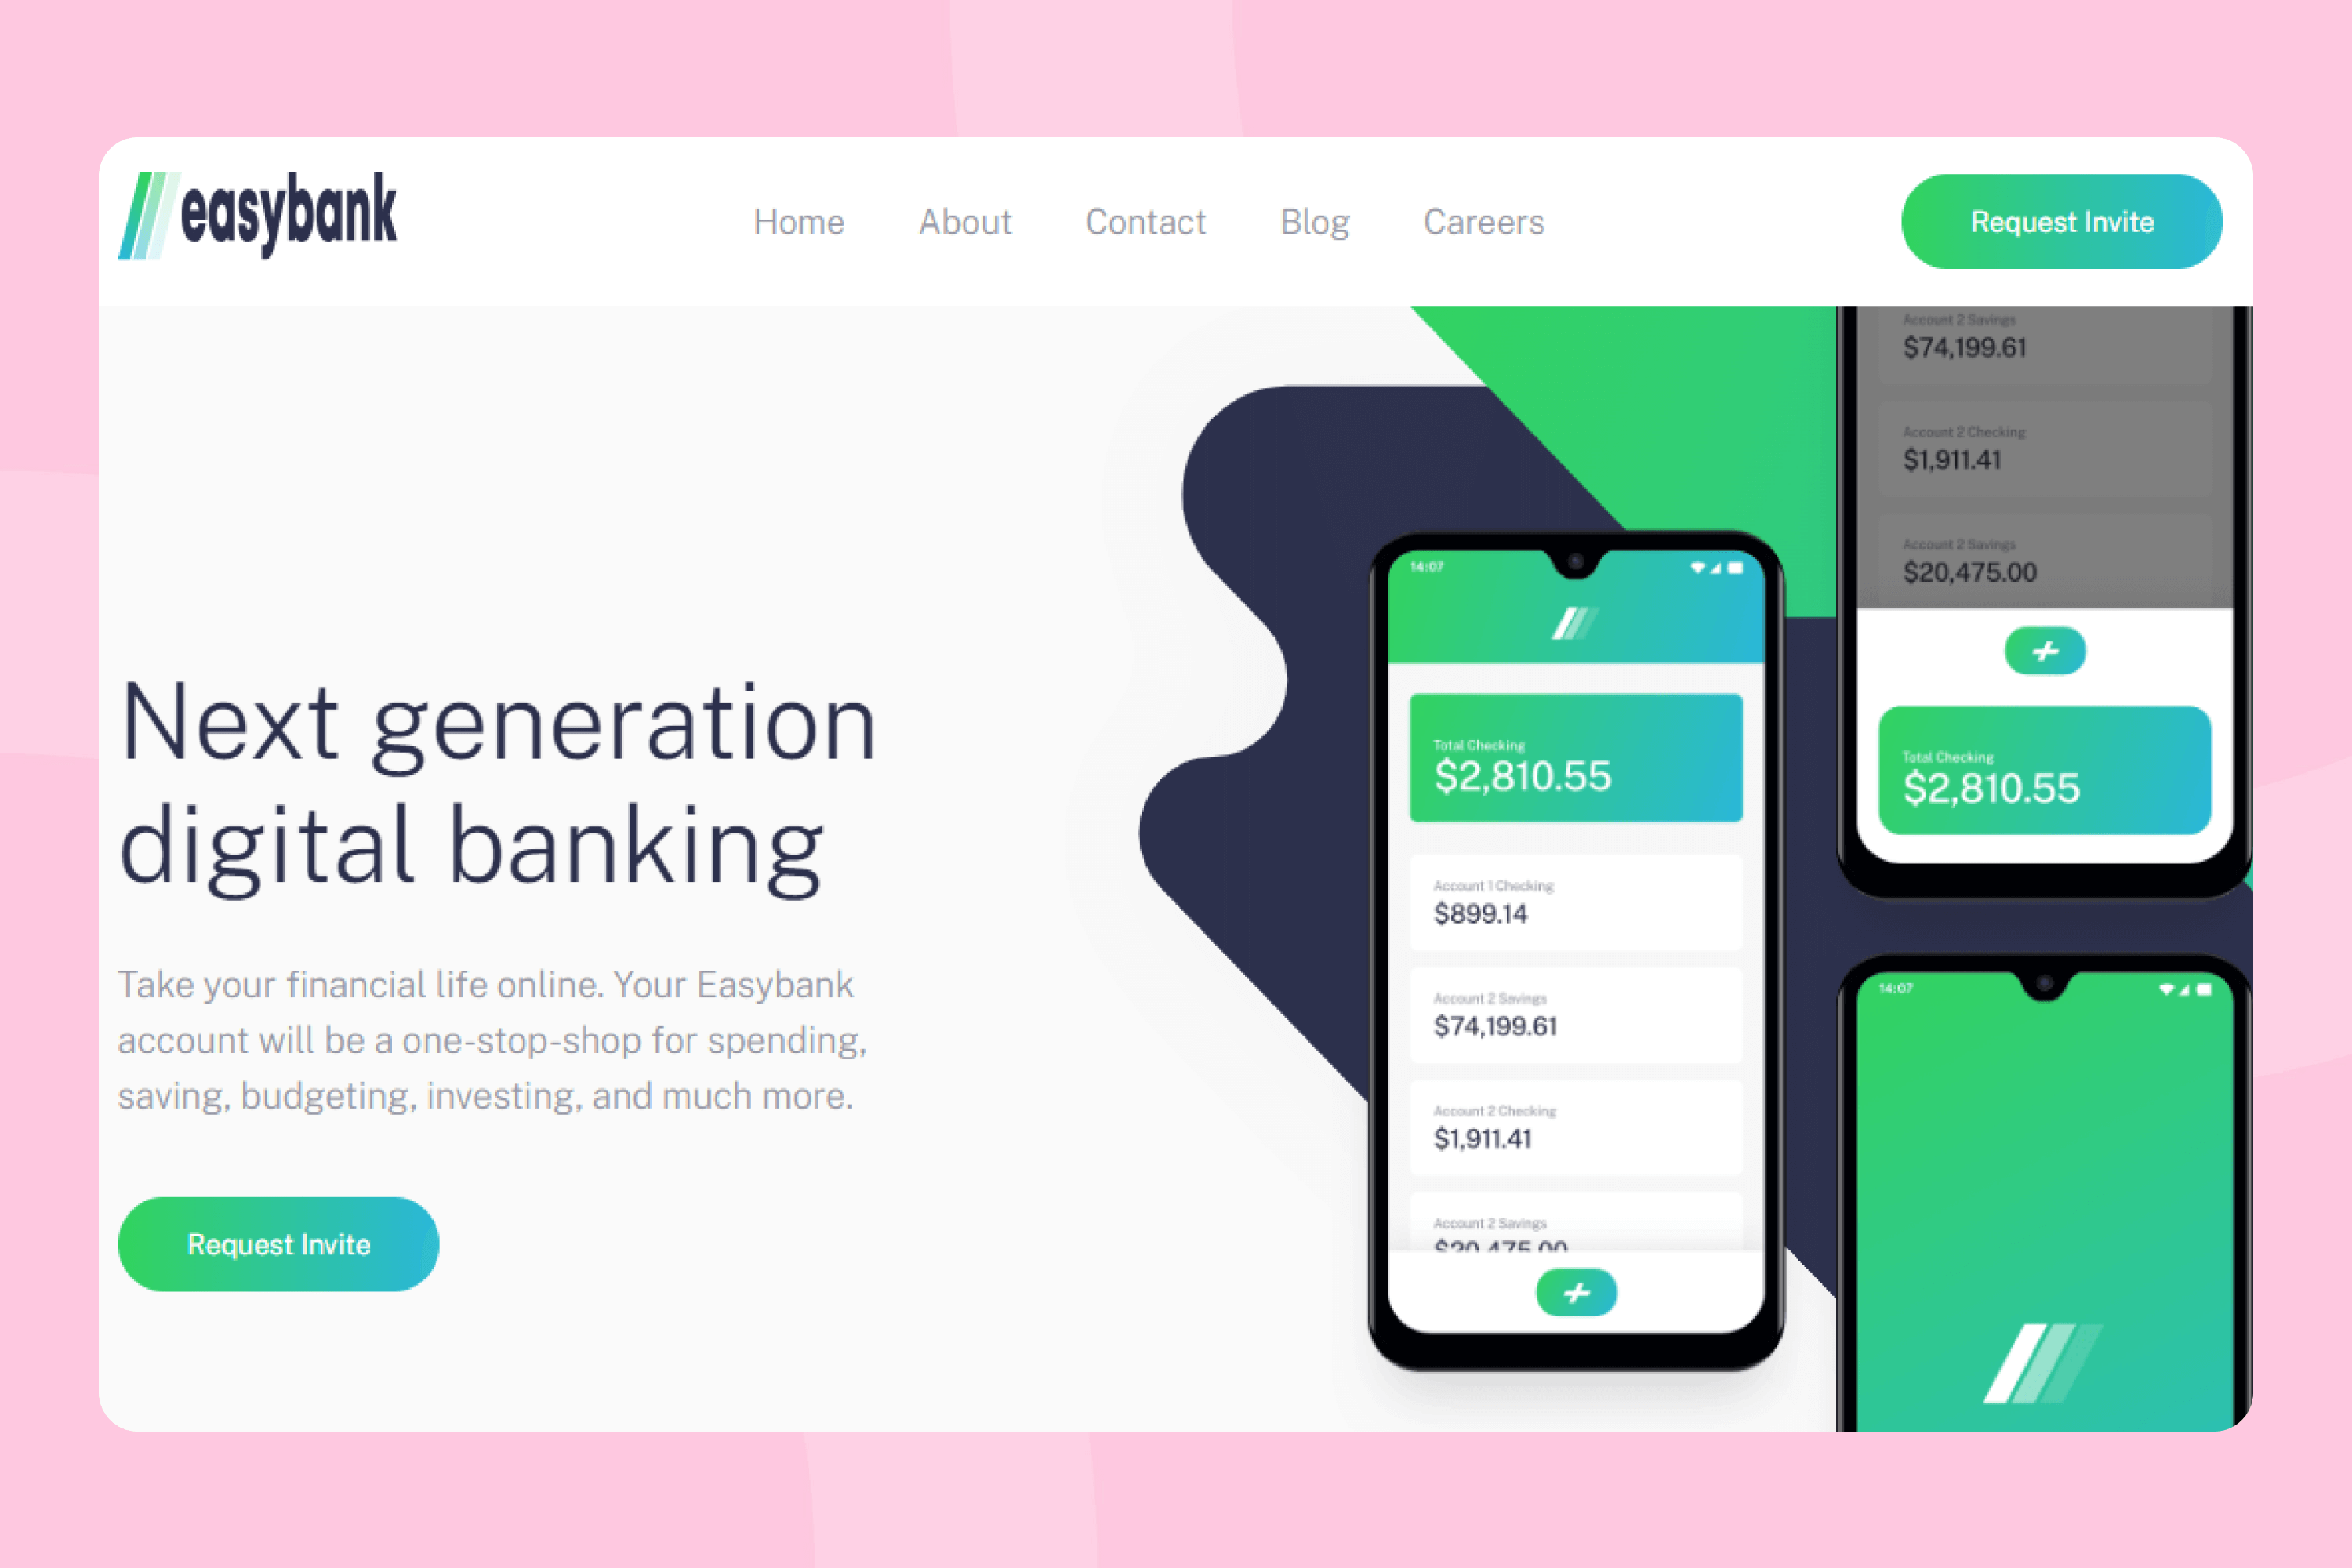 easybank
Home
About
Contact
Blog
Careers
Request Invite
Next generation
digital banking
Take your financial life online. Your Easybank
account will be a one-stop-shop for spending,
saving, budgeting, investing, and much more.
Request Invite
14:07
Total Checking
$2,810.55
Account 1 Checking
$899.14
Account 2 Savings
$74,199.61
Account 2 Checking
$1,911.41
Account 2 Savings
$20,475.00
Account 2 Savings
$74,199.61
Account 2 Checking
$1,911.41
Account 2 Savings
$20,475.00
Total Checking
$2,810.55
14:07